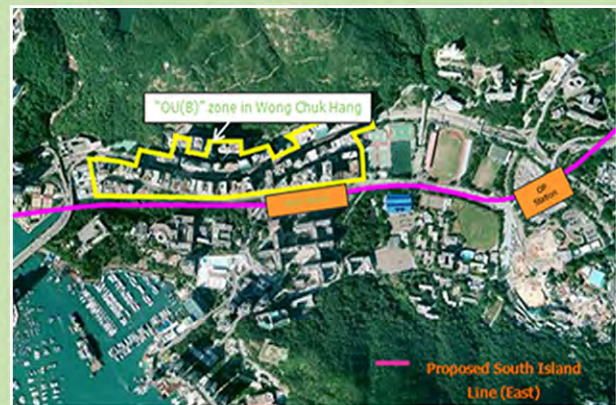 "OU(B)" zone in Wong Chuk Hang
OP
Station
Proposed South Island
Line (East)